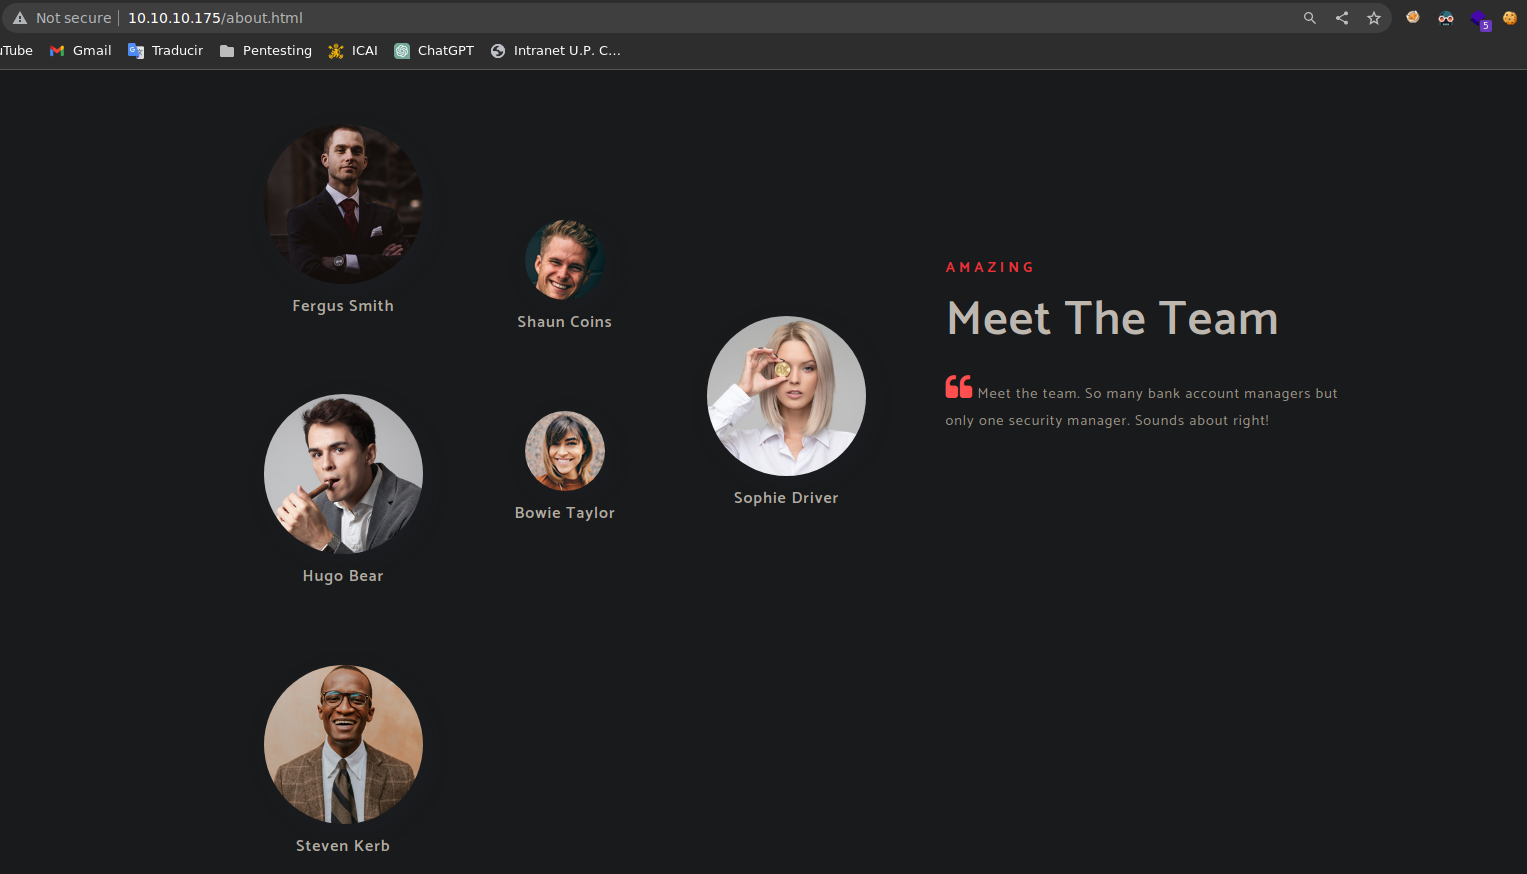 Not secure 10.10.10.175/about.html
5
uTube Gmail Traducir Pentesting ICAI ChatGPT Intranet U.P. C...
Fergus Smith
Shaun Coins
AMAZING
Meet The Team
Meet the team. So many bank account managers but
only one security manager. Sounds about right!
Sophie Driver
Bowie Taylor
Hugo Bear
Steven Kerb